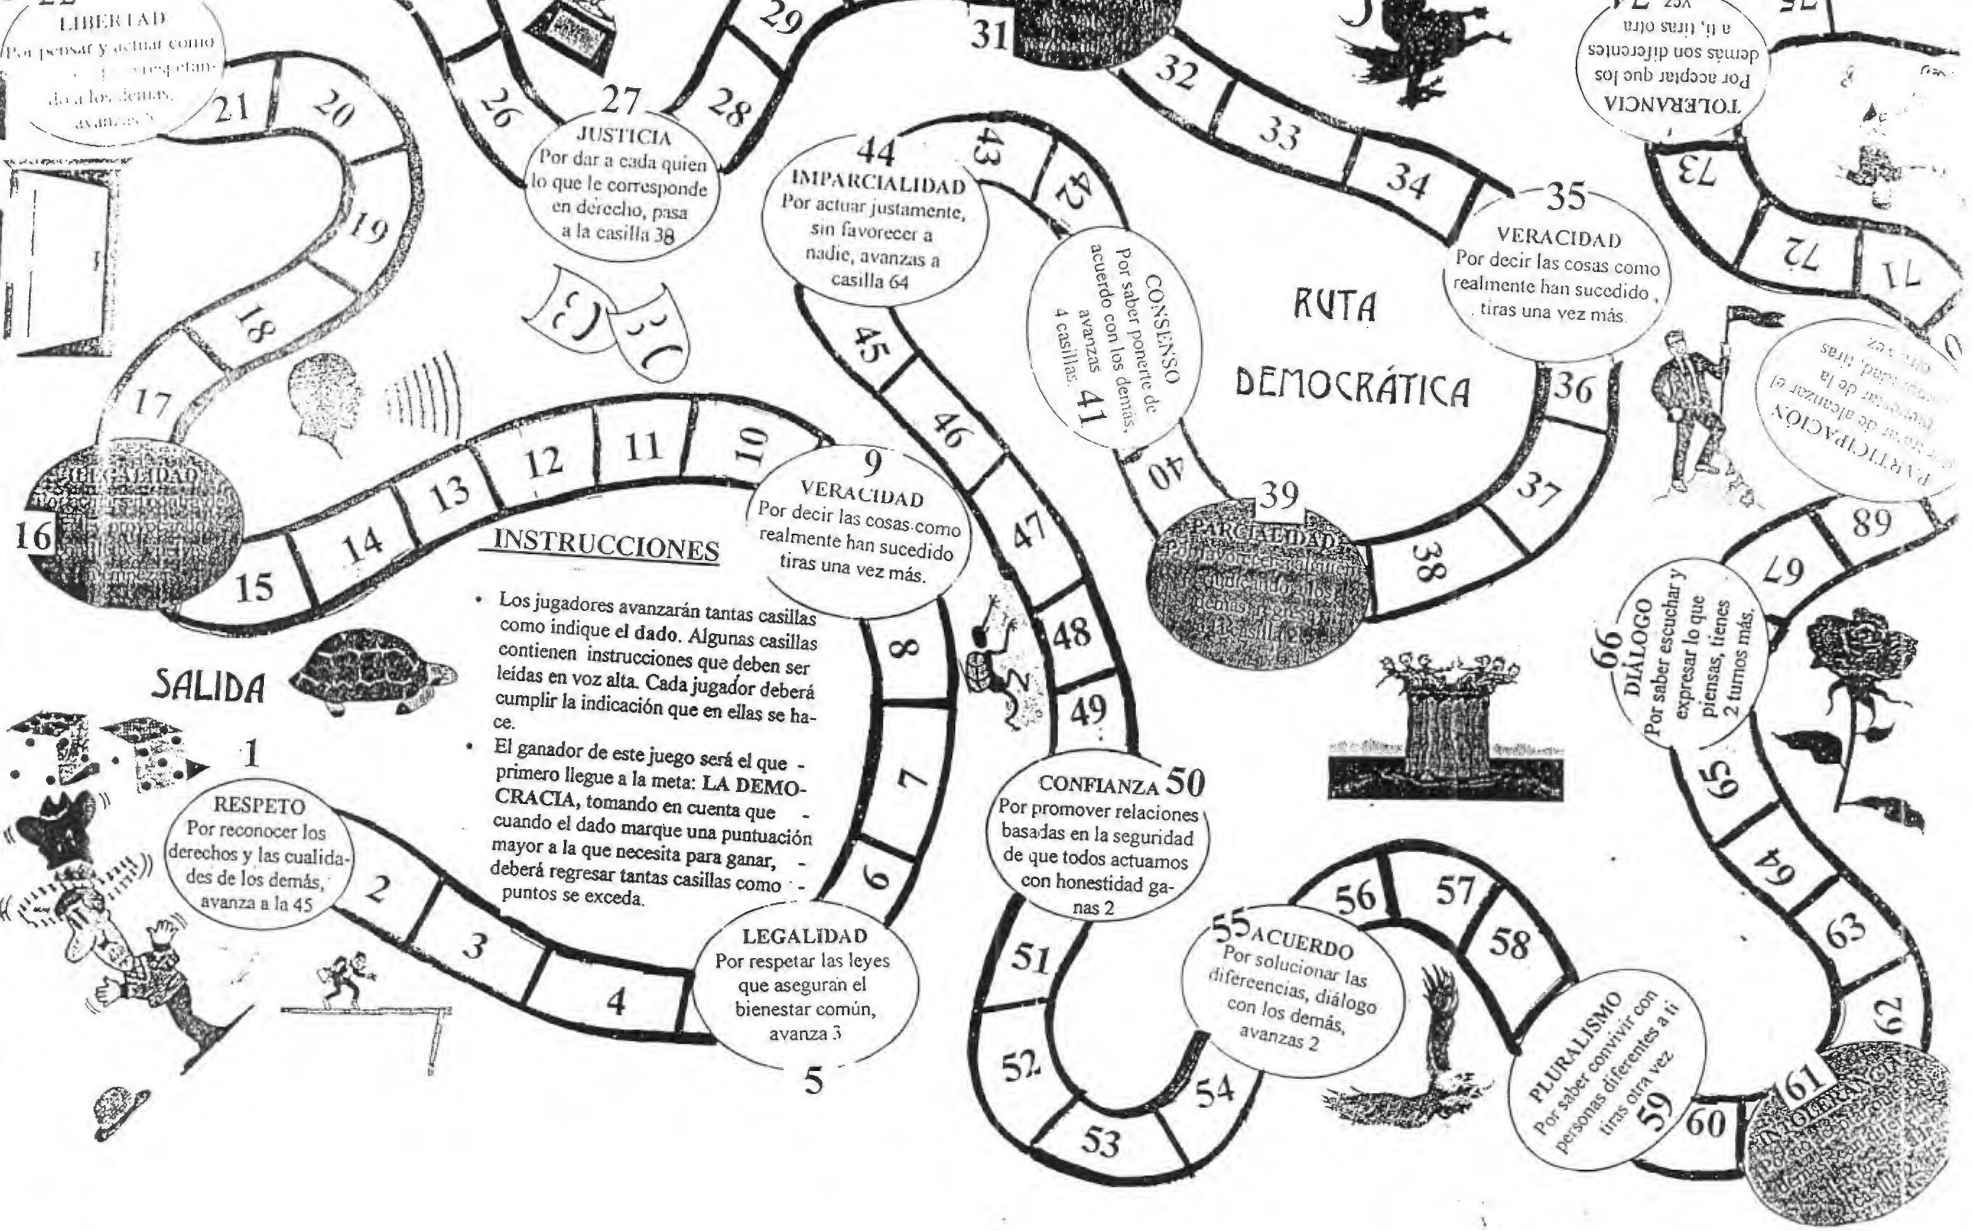 22
LIBERTAD
Por pensar y actuar como
do a los demás,
avanzas
21
20
19
18
17
16
15
14
13
12
11
10
SALIDA
1
RESPETO
Por reconocer los
derechos y las cualida-
des de los demás,
avanza a la 45
2
3
4
LEGALIDAD
Por respetar las leyes
que aseguran el
bienestar común,
avanza 3
5
6
7
8
9
VERACIDAD
Por decir las cosas como
realmente han sucedido
tiras una vez más.
INSTRUCCIONES
• Los jugadores avanzarán tantas casillas
como indique el dado. Algunas casillas
contienen instrucciones que deben ser
leídas en voz alta. Cada jugador deberá
cumplir la indicación que en ellas se ha-
ce.
• El ganador de este juego será el que -
primero llegue a la meta: LA DEMO-
CRACIA, tomando en cuenta que -
cuando el dado marque una puntuación
mayor a la que necesita para ganar, -
deberá regresar tantas casillas como -
puntos se exceda.
26
27
JUSTICIA
Por dar a cada quien
lo que le corresponde
en derecho, pasa
a la casilla 38
28
29
31
32
33
34
35
VERACIDAD
Por decir las cosas como
realmente han sucedido,
tiras una vez más.
RUTA
DEMOCRÁTICA
36
37
38
39
PARCIALIDAD
40
CONSENSO
Por saber ponerte de
acuerdo con los demás,
avanzas
4 casillas.
41
42
43
44
IMPARCIALIDAD
Por actuar justamente,
sin favorecer a
nadie, avanzas a
casilla 64
45
46
47
48
49
CONFIANZA 50
Por promover relaciones
basadas en la seguridad
de que todos actuamos
con honestidad ga-
nas 2
51
52
53
54
55 ACUERDO
Por solucionar las
difereencias, diálogo
con los demás,
avanzas 2
56
57
58
PLURALISMO
Por saber convivir con
personas diferentes a ti
tiras otra vez
59
60
61
INTOLERANCIA
62
63
64
65
66
DIÁLOGO
Por saber escuchar y
expresar lo que
piensas, tienes
2 turnos más.
67
68
PARTICIPACIÓN
71
72
73
TOLERANCIA
Por aceptar que los
demás son diferentes
a ti, tiras otra
vez 74
75